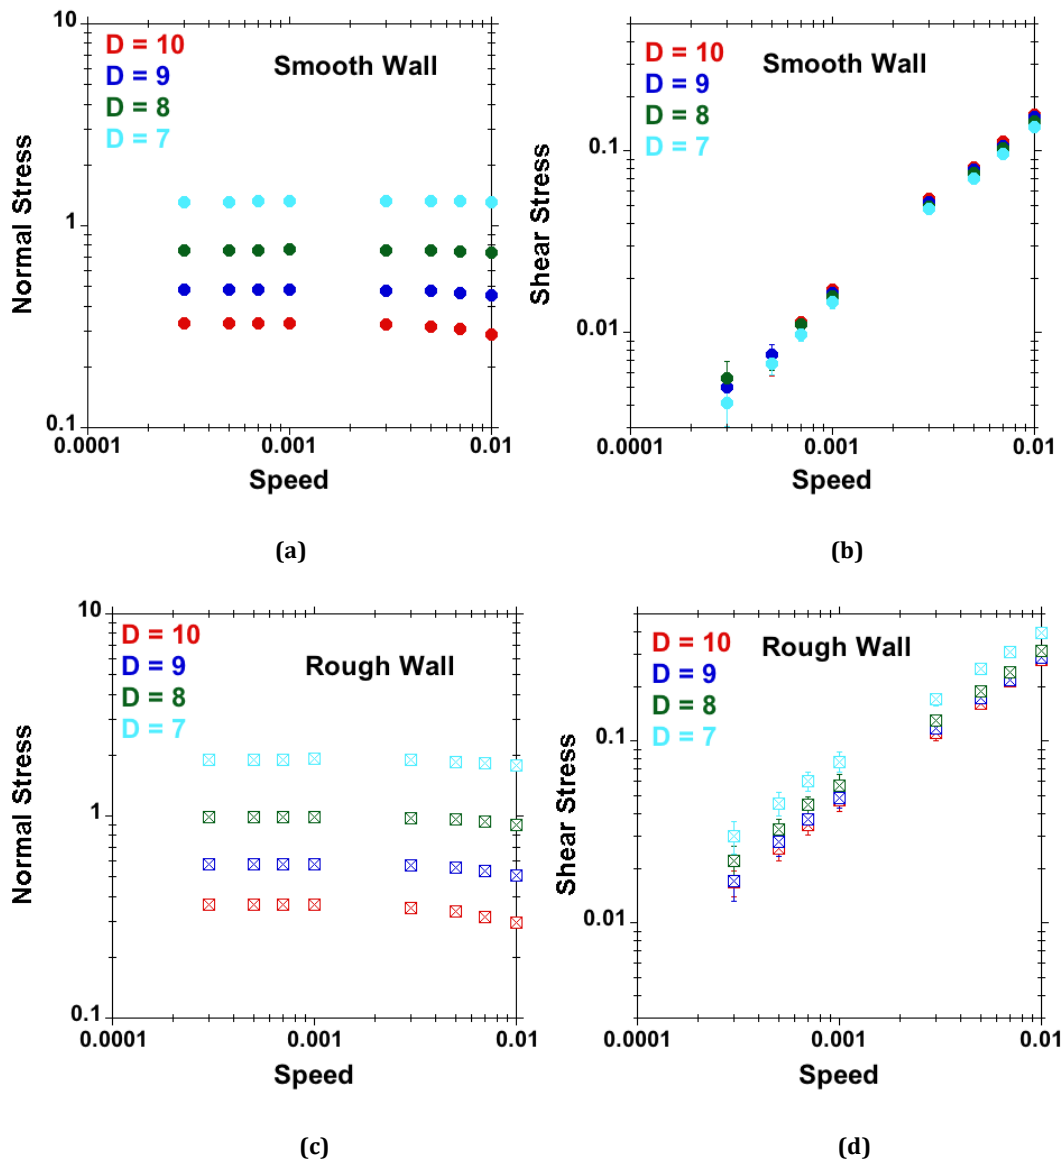 10
D = 10
Smooth Wall
D = 9
D = 8
D = 7
Normal Stress
1
0.1
0.0001
0.001
0.01
Speed
(a)
D = 10
Smooth Wall
D = 9
D = 8
D = 7
Shear Stress
0.1
0.01
0.0001
0.001
0.01
Speed
(b)
10
D = 10
Rough Wall
D = 9
D = 8
D = 7
Normal Stress
1
0.1
0.0001
0.001
0.01
Speed
(c)
D = 10
Rough Wall
D = 9
D = 8
D = 7
Shear Stress
0.1
0.01
0.0001
0.001
0.01
Speed
(d)